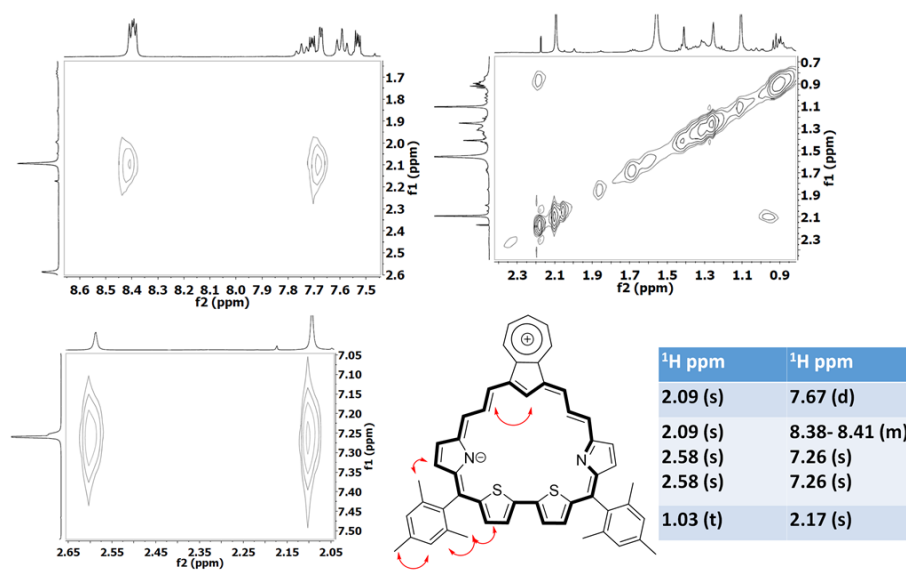 8.6 8.4 8.3 8.2 8.1 8.0 7.9 7.8 7.7 7.6 7.5
f2 (ppm)
1.7
1.8
1.9
2.0
2.1
2.2
2.3
2.4
2.5
2.6
f1 (ppm)
2.3 2.1 1.9 1.7 1.5 1.3 1.1 0.9
f2 (ppm)
0.7
0.9
1.1
1.3
1.5
1.7
1.9
2.1
2.3
f1 (ppm)
2.65 2.55 2.45 2.35 2.25 2.15 2.05
f2 (ppm)
7.05
7.10
7.15
7.20
7.25
7.30
7.35
7.40
7.45
7.50
f1 (ppm)
+
N⊖
N
S
S
¹H ppm ¹H ppm
2.09 (s) 7.67 (d)
2.09 (s) 8.38- 8.41 (m)
2.58 (s) 7.26 (s)
2.58 (s) 7.26 (s)
1.03 (t) 2.17 (s)